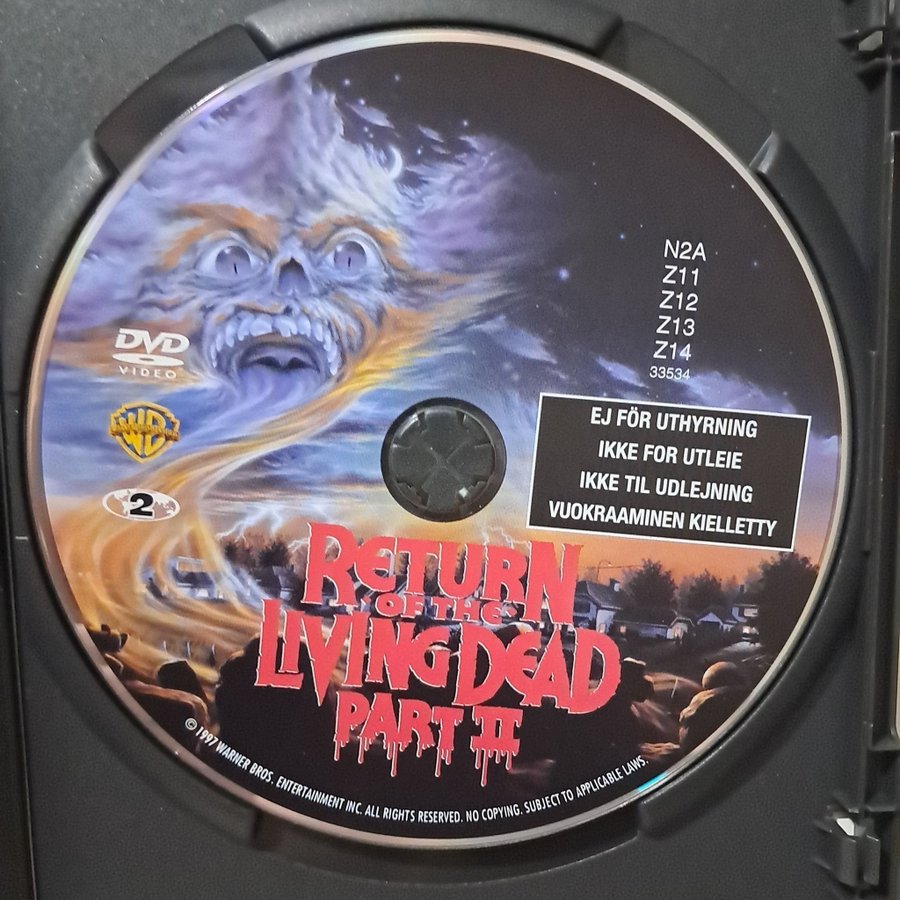 N2A
Z11
Z12
Z13
Z14
33534
DVD
VIDEO
WB
2
EJ FÖR UTHYRNING
IKKE FOR UTLEIE
IKKE TIL UDLEJNING
VUOKRAAMINEN KIELLETTY
RETURN
OF THE
LIVING DEAD
PART II
© 1997 WARNER BROS. ENTERTAINMENT INC. ALL RIGHTS RESERVED. NO COPYING. SUBJECT TO APPLICABLE LAWS.